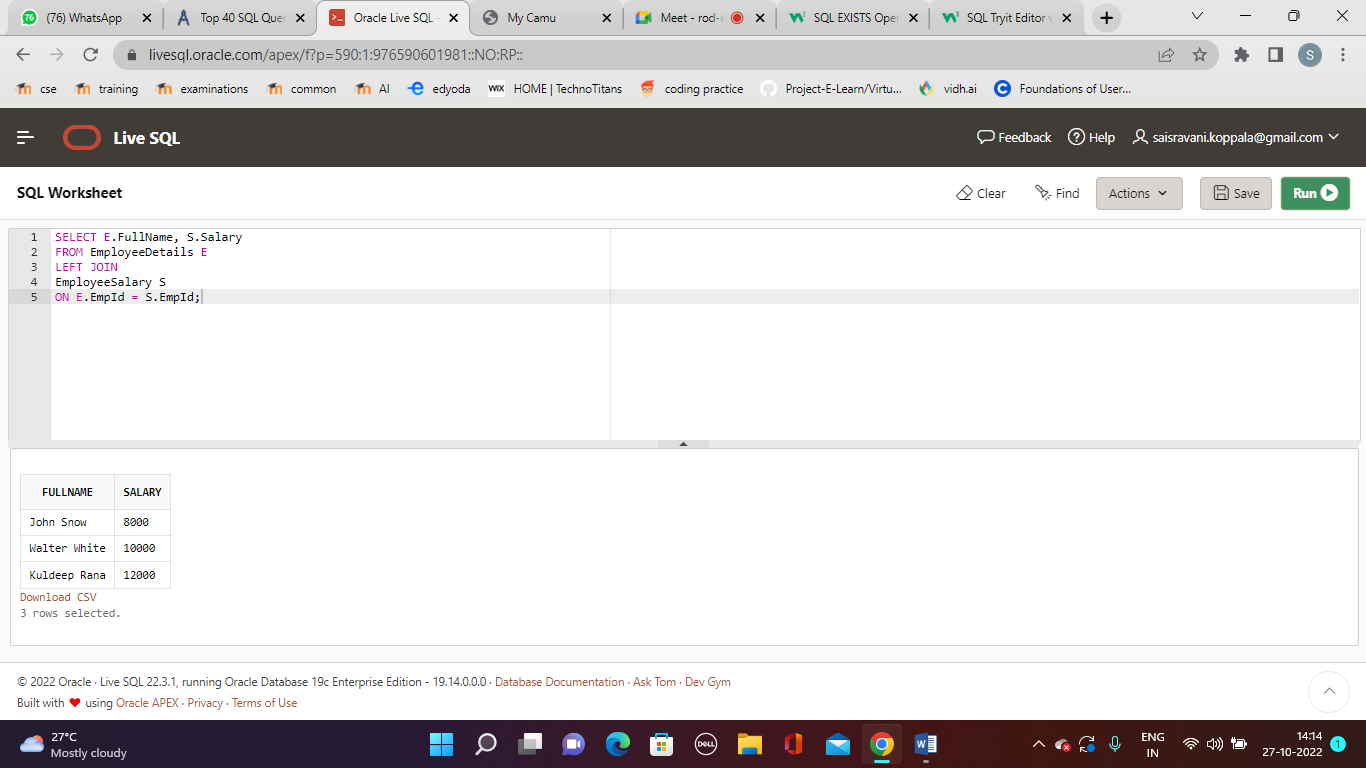 (76) WhatsApp
Top 40 SQL Quer
Oracle Live SQL -
My Camu
Meet - rod-
SQL EXISTS Oper
SQL Tryit Editor v
livesql.oracle.com/apex/f?p=590:1:976590601981::NO:RP::
S
cse
training
examinations
common
AI
edyoda
WIX HOME | TechnoTitans
coding practice
Project-E-Learn/Virtu...
vidh.ai
Foundations of User...
Live SQL
Feedback
Help
saisravani.koppala@gmail.com
SQL Worksheet
Clear
Find
Actions
Save
Run
1 SELECT E.FullName, S.Salary
2 FROM EmployeeDetails E
3 LEFT JOIN
4 EmployeeSalary S
5 ON E.EmpId = S.EmpId;
FULLNAME SALARY
John Snow 8000
Walter White 10000
Kuldeep Rana 12000
Download CSV
3 rows selected.
© 2022 Oracle · Live SQL 22.3.1, running Oracle Database 19c Enterprise Edition - 19.14.0.0.0 · Database Documentation · Ask Tom · Dev Gym
Built with ❤ using Oracle APEX · Privacy · Terms of Use
27°C
Mostly cloudy
DELL
ENG
IN
14:14
27-10-2022
1